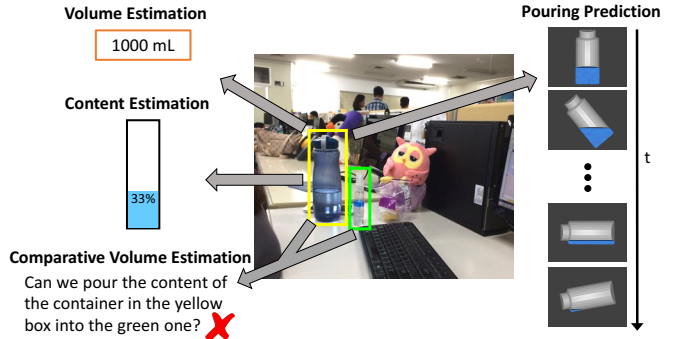 Volume Estimation
1000 mL
Content Estimation
33%
Comparative Volume Estimation
Can we pour the content of
the container in the yellow
box into the green one?
Pouring Prediction
t